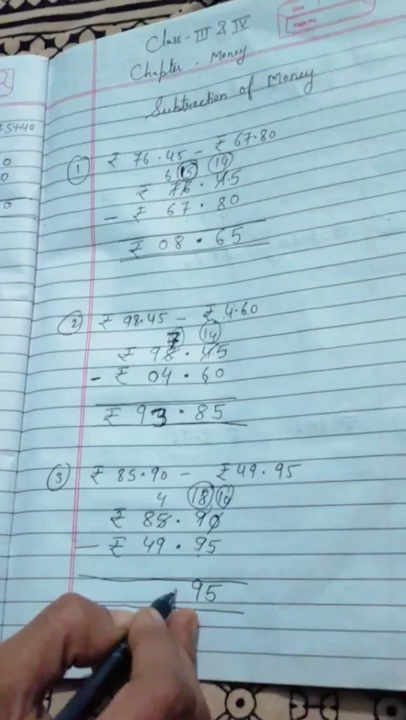 Class - III & IV
Chapter - Money
Subtraction of Money
① ₹ 76.45 - ₹ 67.80
6 15 14
₹ 76.45
- ₹ 67.80
₹ 08.65
② ₹ 98.45 - ₹ 4.60
7 14
₹ 98.45
- ₹ 04.60
₹ 93.85
③ ₹ 85.90 - ₹ 49.95
4 18 10
₹ 85.90
- ₹ 49.95
95